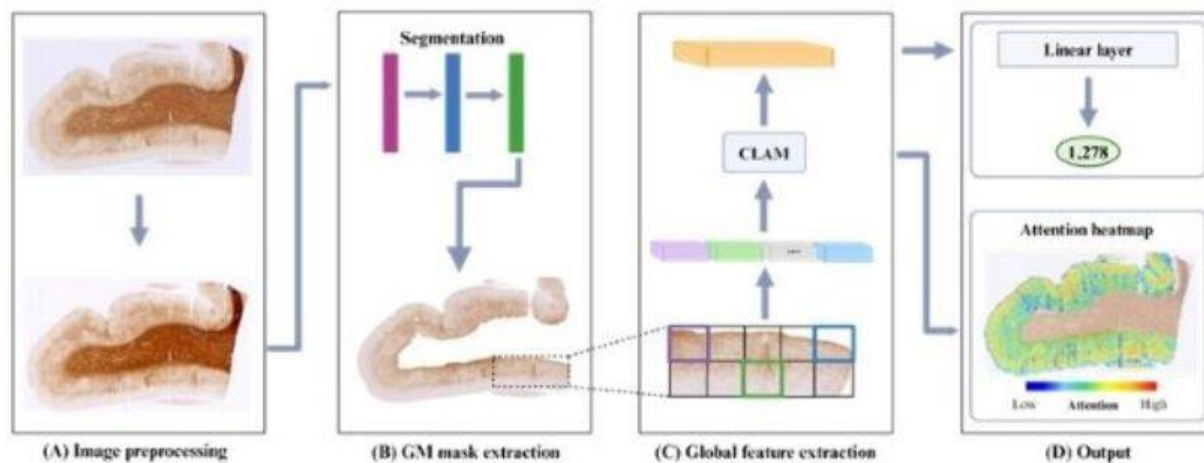 Segmentation
CLAM
Linear layer
1,278
Attention heatmap
Low Attention High
(A) Image preprocessing
(B) GM mask extraction
(C) Global feature extraction
(D) Output